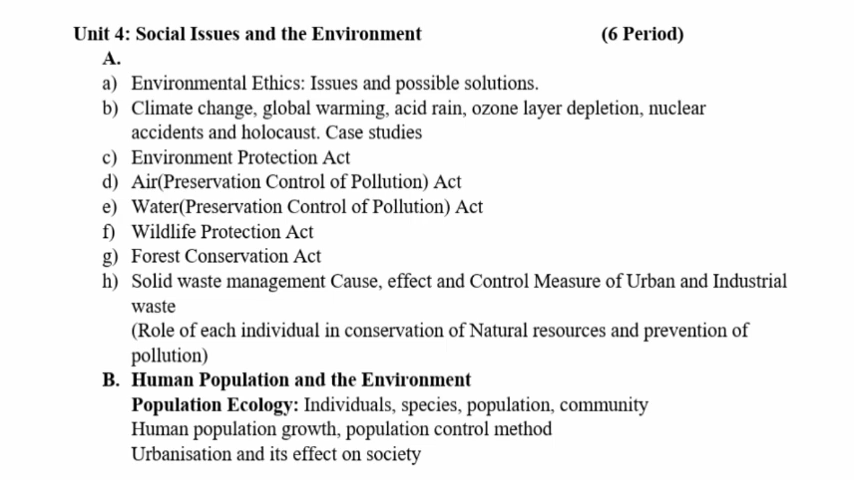 Unit 4: Social Issues and the Environment (6 Period)
A.
a) Environmental Ethics: Issues and possible solutions.
b) Climate change, global warming, acid rain, ozone layer depletion, nuclear
accidents and holocaust. Case studies
c) Environment Protection Act
d) Air(Preservation Control of Pollution) Act
e) Water(Preservation Control of Pollution) Act
f) Wildlife Protection Act
g) Forest Conservation Act
h) Solid waste management Cause, effect and Control Measure of Urban and Industrial
waste
(Role of each individual in conservation of Natural resources and prevention of
pollution)
B. Human Population and the Environment
Population Ecology: Individuals, species, population, community
Human population growth, population control method
Urbanisation and its effect on society